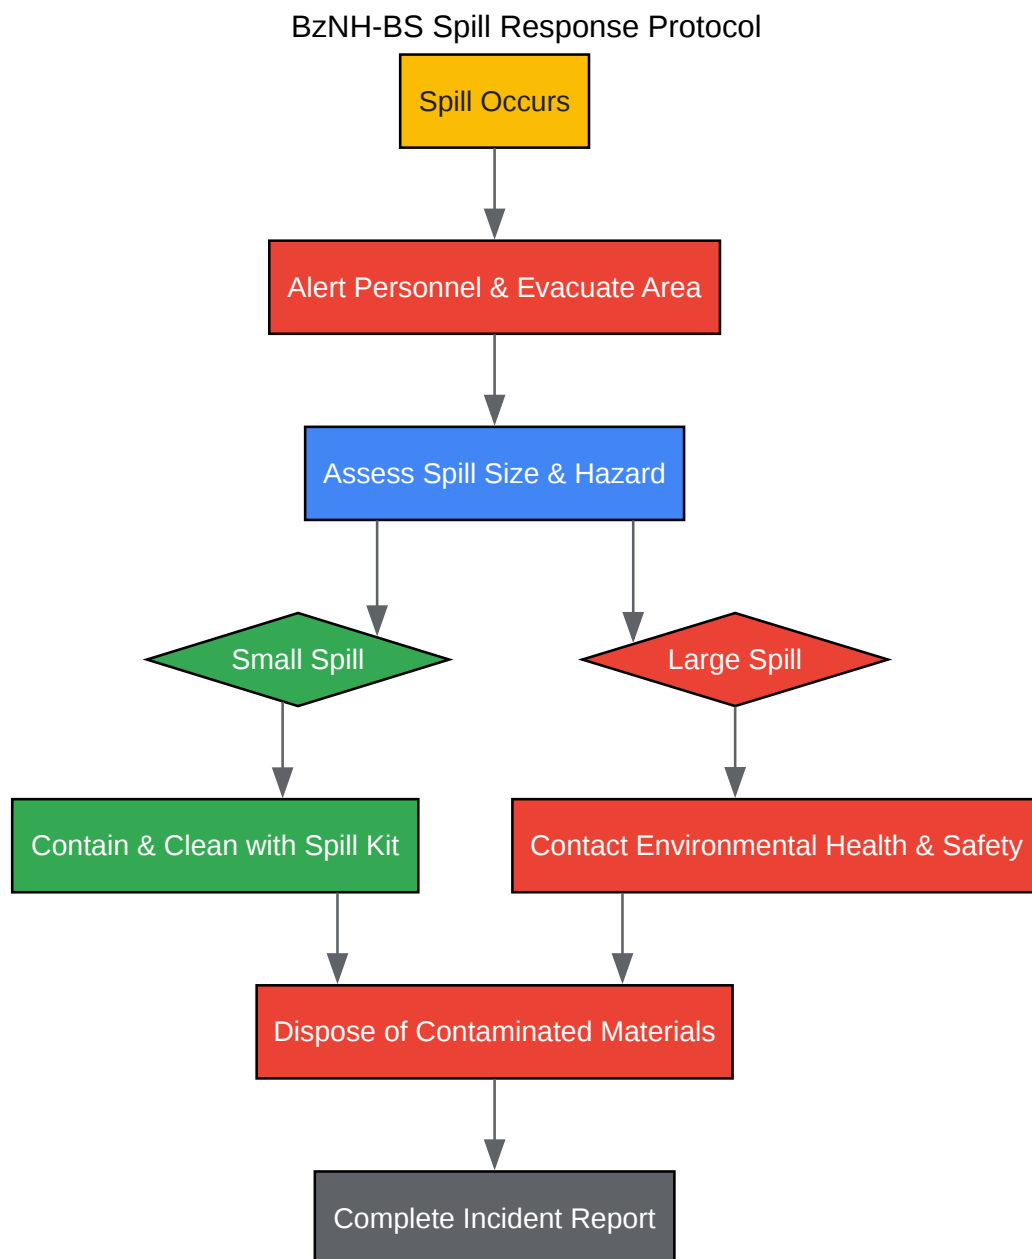 BzNH-BS Spill Response Protocol
Spill Occurs
Alert Personnel & Evacuate Area
Assess Spill Size & Hazard
Small Spill
Large Spill
Contain & Clean with Spill Kit
Contact Environmental Health & Safety
Dispose of Contaminated Materials
Complete Incident Report